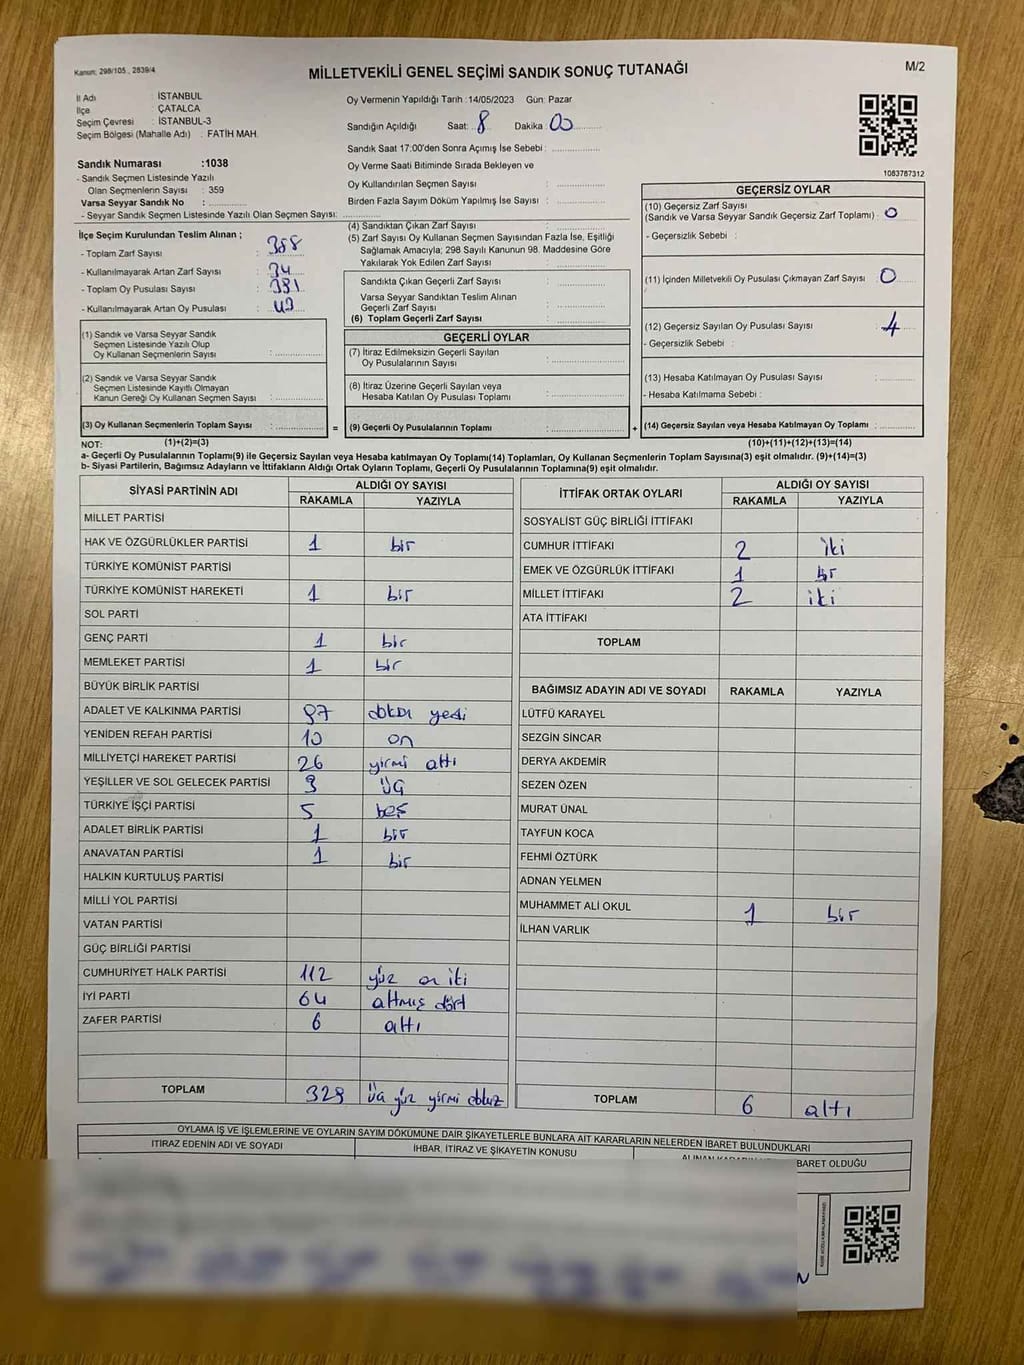 Kanun: 298/105 , 2839/4
MİLLETVEKİLİ GENEL SEÇİMİ SANDIK SONUÇ TUTANAĞI
M/2
İl Adı : İSTANBUL
İlçe : ÇATALCA
Seçim Çevresi : İSTANBUL-3
Seçim Bölgesi (Mahalle Adı) : FATİH MAH.
Sandık Numarası :1038
- Sandık Seçmen Listesinde Yazılı
Olan Seçmenlerin Sayısı : 359
Varsa Seyyar Sandık No :
- Seyyar Sandık Seçmen Listesinde Yazılı Olan Seçmen Sayısı:
Oy Vermenin Yapıldığı Tarih :14/05/2023 Gün: Pazar
Sandığın Açıldığı Saat: 8 Dakika 00
Sandık Saat 17:00'den Sonra Açımış İse Sebebi :
Oy Verme Saati Bitiminde Sırada Bekleyen ve
Oy Kullandırılan Seçmen Sayısı :
Birden Fazla Sayım Döküm Yapılmış İse Sayısı :
1083787312
İlçe Seçim Kurulundan Teslim Alınan ;
- Toplam Zarf Sayısı : 388
- Kullanılmayarak Artan Zarf Sayısı : 34
- Toplam Oy Pusulası Sayısı : 391
- Kullanılmayarak Artan Oy Pusulası : 43
(1) Sandık ve Varsa Seyyar Sandık
Seçmen Listesinde Yazılı Olup
Oy Kullanan Seçmenlerin Sayısı :
(2) Sandık ve Varsa Seyyar Sandık
Seçmen Listesinde Kayıtlı Olmayan
Kanun Gereği Oy Kullanan Seçmen Sayısı :
(3) Oy Kullanan Seçmenlerin Toplam Sayısı : =
(4) Sandıktan Çıkan Zarf Sayısı :
(5) Zarf Sayısı Oy Kullanan Seçmen Sayısından Fazla İse, Eşitliği
Sağlamak Amacıyla; 298 Sayılı Kanunun 98. Maddesine Göre
Yakılarak Yok Edilen Zarf Sayısı :
Sandıkta Çıkan Geçerli Zarf Sayısı :
Varsa Seyyar Sandıktan Teslim Alınan
Geçerli Zarf Sayısı :
(6) Toplam Geçerli Zarf Sayısı :
GEÇERLİ OYLAR
(7) İtiraz Edilmeksizin Geçerli Sayılan
Oy Pusulalarının Sayısı :
(8) İtiraz Üzerine Geçerli Sayılan veya
Hesaba Katılan Oy Pusulası Toplamı :
(9) Geçerli Oy Pusulalarının Toplamı : +
GEÇERSİZ OYLAR
(10) Geçersiz Zarf Sayısı
(Sandık ve Varsa Seyyar Sandık Geçersiz Zarf Toplamı) : 0
- Geçersizlik Sebebi :
(11) İçinden Milletvekili Oy Pusulası Çıkmayan Zarf Sayısı : 0
(12) Geçersiz Sayılan Oy Pusulası Sayısı : 4
- Geçersizlik Sebebi :
(13) Hesaba Katılmayan Oy Pusulası Sayısı :
- Hesaba Katılmama Sebebi :
(14) Geçersiz Sayılan veya Hesaba Katılmayan Oy Toplamı :
NOT: (1)+(2)=(3) (10)+(11)+(12)+(13)=(14)
a- Geçerli Oy Pusulalarının Toplamı(9) ile Geçersiz Sayılan veya Hesaba katılmayan Oy Toplamı(14) Toplamları, Oy Kullanan Seçmenlerin Toplam Sayısına(3) eşit olmalıdır. (9)+(14)=(3)
b- Siyasi Partilerin, Bağımsız Adayların ve İttifakların Aldığı Ortak Oyların Toplamı, Geçerli Oy Pusulalarının Toplamına(9) eşit olmalıdır.
SİYASİ PARTİNİN ADI ALDIĞI OY SAYISI
RAKAMLA YAZIYLA
MİLLET PARTİSİ
HAK VE ÖZGÜRLÜKLER PARTİSİ 1 bir
TÜRKİYE KOMÜNİST PARTİSİ
TÜRKİYE KOMÜNİST HAREKETİ 1 bir
SOL PARTİ
GENÇ PARTİ 1 bir
MEMLEKET PARTİSİ 1 bir
BÜYÜK BİRLİK PARTİSİ
ADALET VE KALKINMA PARTİSİ 97 doksan yedi
YENİDEN REFAH PARTİSİ 10 on
MİLLİYETÇİ HAREKET PARTİSİ 26 yirmi altı
YEŞİLLER VE SOL GELECEK PARTİSİ 3 üç
TÜRKİYE İŞÇİ PARTİSİ 5 beş
ADALET BİRLİK PARTİSİ 1 bir
ANAVATAN PARTİSİ 1 bir
HALKIN KURTULUŞ PARTİSİ
MİLLİ YOL PARTİSİ
VATAN PARTİSİ
GÜÇ BİRLİĞİ PARTİSİ
CUMHURİYET HALK PARTİSİ 112 yüz on iki
İYİ PARTİ 64 altmış dört
ZAFER PARTİSİ 6 altı
TOPLAM 329 üç yüz yirmi dokuz
İTTİFAK ORTAK OYLARI ALDIĞI OY SAYISI
RAKAMLA YAZIYLA
SOSYALİST GÜÇ BİRLİĞİ İTTİFAKI
CUMHUR İTTİFAKI 2 iki
EMEK VE ÖZGÜRLÜK İTTİFAKI 1 bir
MİLLET İTTİFAKI 2 iki
ATA İTTİFAKI
TOPLAM
BAĞIMSIZ ADAYIN ADI VE SOYADI RAKAMLA YAZIYLA
LÜTFÜ KARAYEL
SEZGİN SİNCAR
DERYA AKDEMİR
SEZEN ÖZEN
MURAT ÜNAL
TAYFUN KOCA
FEHMİ ÖZTÜRK
ADNAN YELMEN
MUHAMMET ALİ OKUL 1 bir
İLHAN VARLIK
TOPLAM 6 altı
OYLAMA İŞ VE İŞLEMLERİNE VE OYLARIN SAYIM DÖKÜMÜNE DAİR ŞİKAYETLERLE BUNLARA AİT KARARLARIN NELERDEN İBARET BULUNDUKLARI
İTİRAZ EDENİN ADI VE SOYADI İHBAR, İTİRAZ VE ŞİKAYETİN KONUSU BARET OLDUĞU